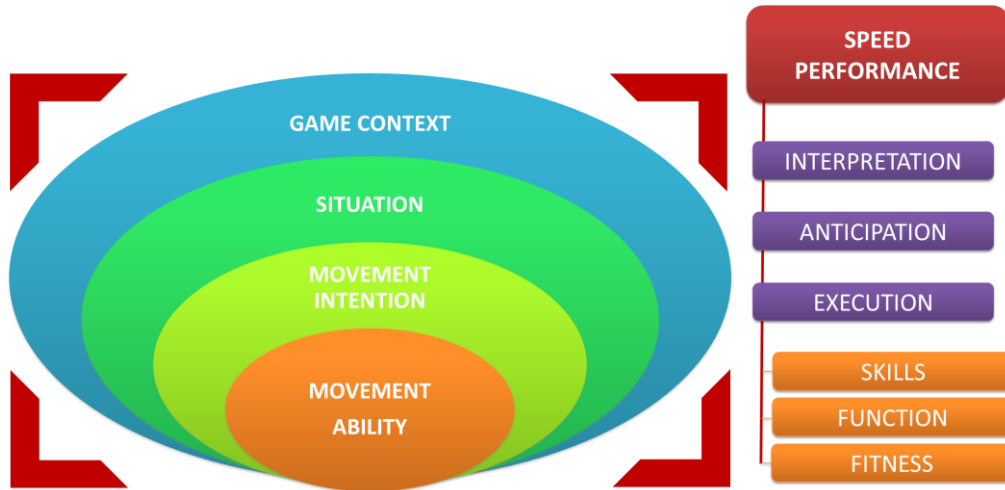 GAME CONTEXT
SITUATION
MOVEMENT
INTENTION
MOVEMENT
ABILITY
SPEED
PERFORMANCE
INTERPRETATION
ANTICIPATION
EXECUTION
SKILLS
FUNCTION
FITNESS